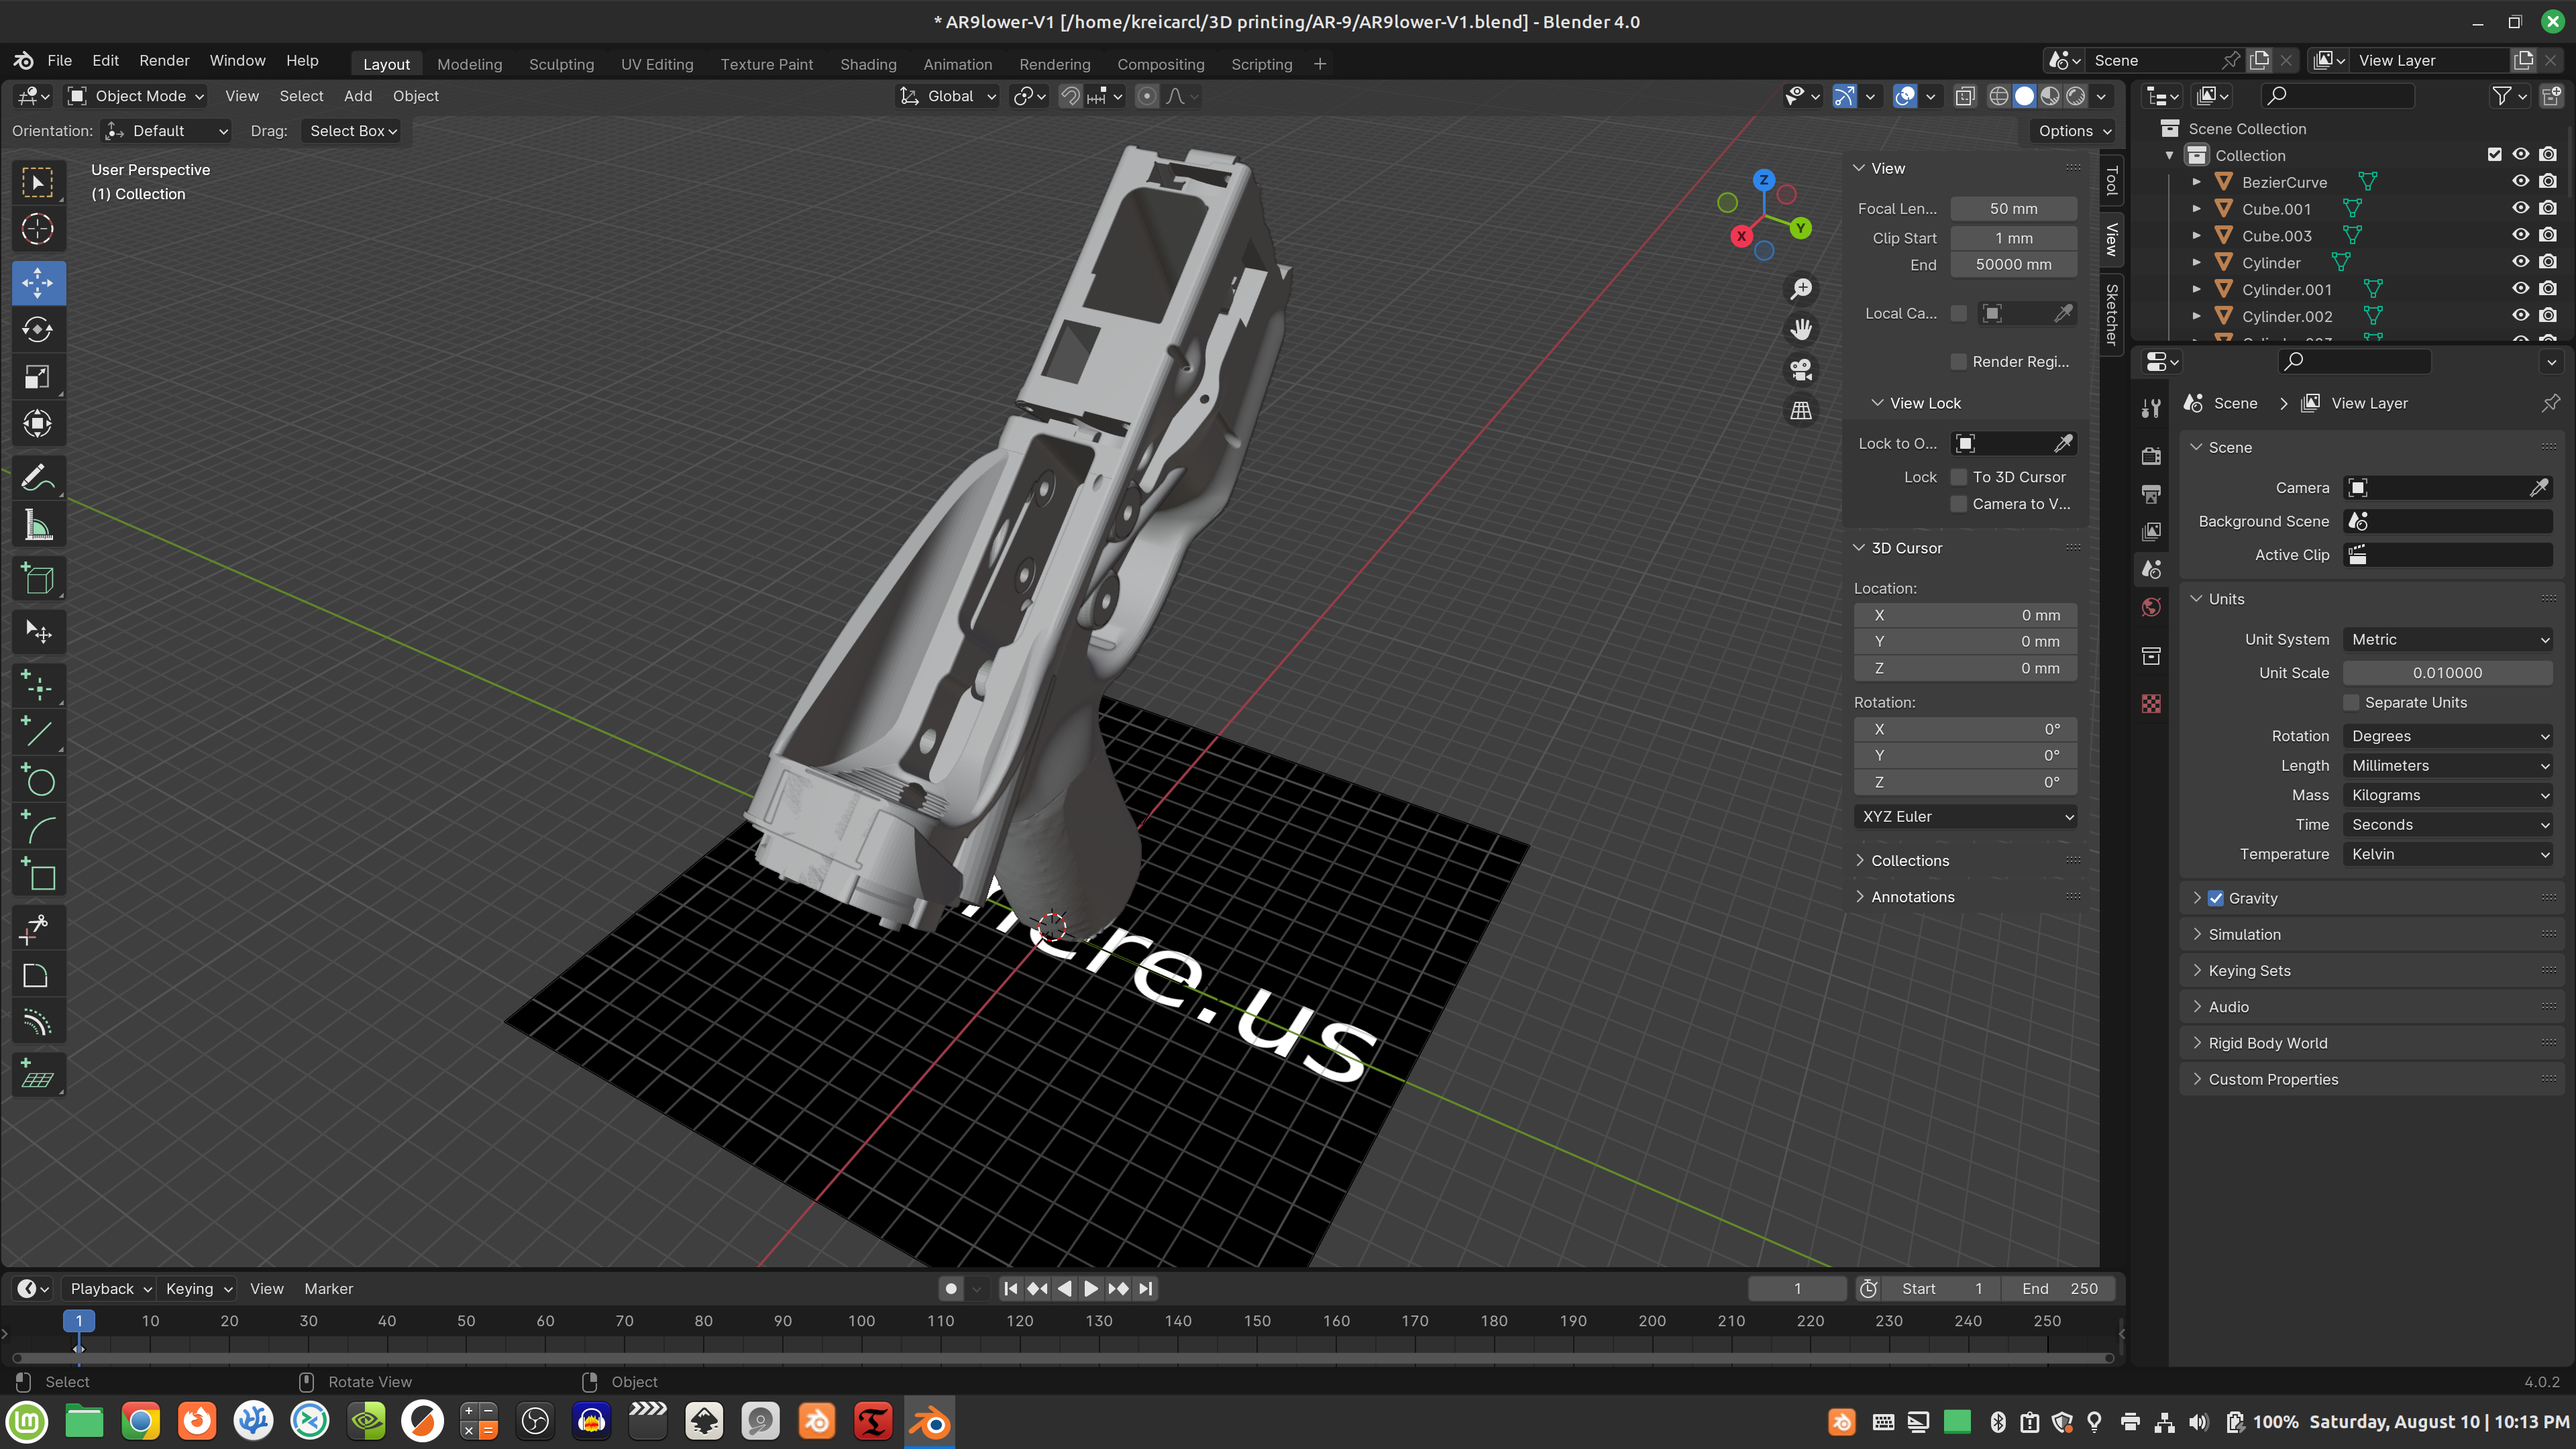 * AR9lower-V1 [/home/kreicarcl/3D printing/AR-9/AR9lower-V1.blend] - Blender 4.0
File Edit Render Window Help Layout Modeling Sculpting UV Editing Texture Paint Shading Animation Rendering Compositing Scripting + Scene View Layer
Object Mode View Select Add Object Global
Orientation: Default Drag: Select Box Options
User Perspective
(1) Collection
Z
Y
X
View
Focal Len... 50 mm
Clip Start 1 mm
End 50000 mm
Local Ca...
Render Regi...
View Lock
Lock to O...
Lock To 3D Cursor
Camera to V...
3D Cursor
Location:
X 0 mm
Y 0 mm
Z 0 mm
Rotation:
X 0°
Y 0°
Z 0°
XYZ Euler
Collections
Annotations
Tool
View
Sketcher
Scene Collection
Collection
BezierCurve
Cube.001
Cube.003
Cylinder
Cylinder.001
Cylinder.002
Scene > View Layer
Scene
Camera
Background Scene
Active Clip
Units
Unit System Metric
Unit Scale 0.010000
Separate Units
Rotation Degrees
Length Millimeters
Mass Kilograms
Time Seconds
Temperature Kelvin
Gravity
Simulation
Keying Sets
Audio
Rigid Body World
Custom Properties
cre.us
Playback Keying View Marker 1 Start 1 End 250
1 10 20 30 40 50 60 70 80 90 100 110 120 130 140 150 160 170 180 190 200 210 220 230 240 250
Select Rotate View Object 4.0.2
100% Saturday, August 10 | 10:13 PM